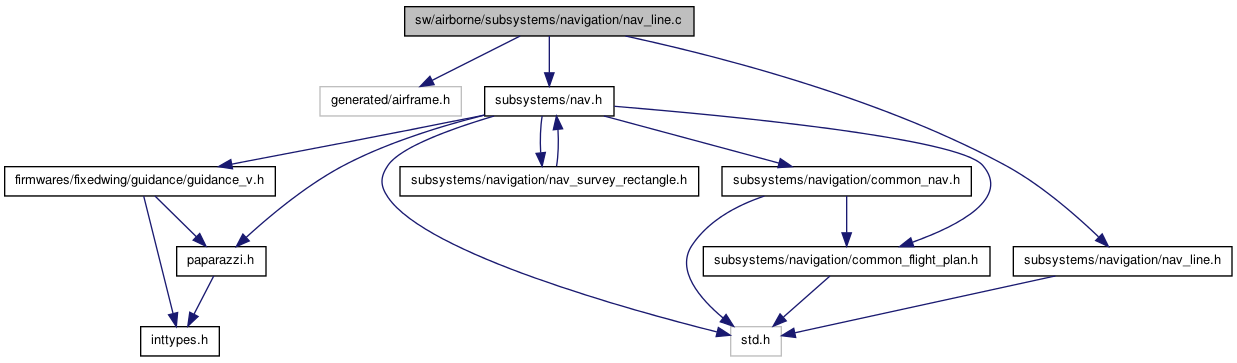 sw/airborne/subsystems/navigation/nav_line.c
generated/airframe.h
subsystems/nav.h
firmwares/fixedwing/guidance/guidance_v.h
subsystems/navigation/nav_survey_rectangle.h
subsystems/navigation/common_nav.h
paparazzi.h
subsystems/navigation/common_flight_plan.h
subsystems/navigation/nav_line.h
inttypes.h
std.h